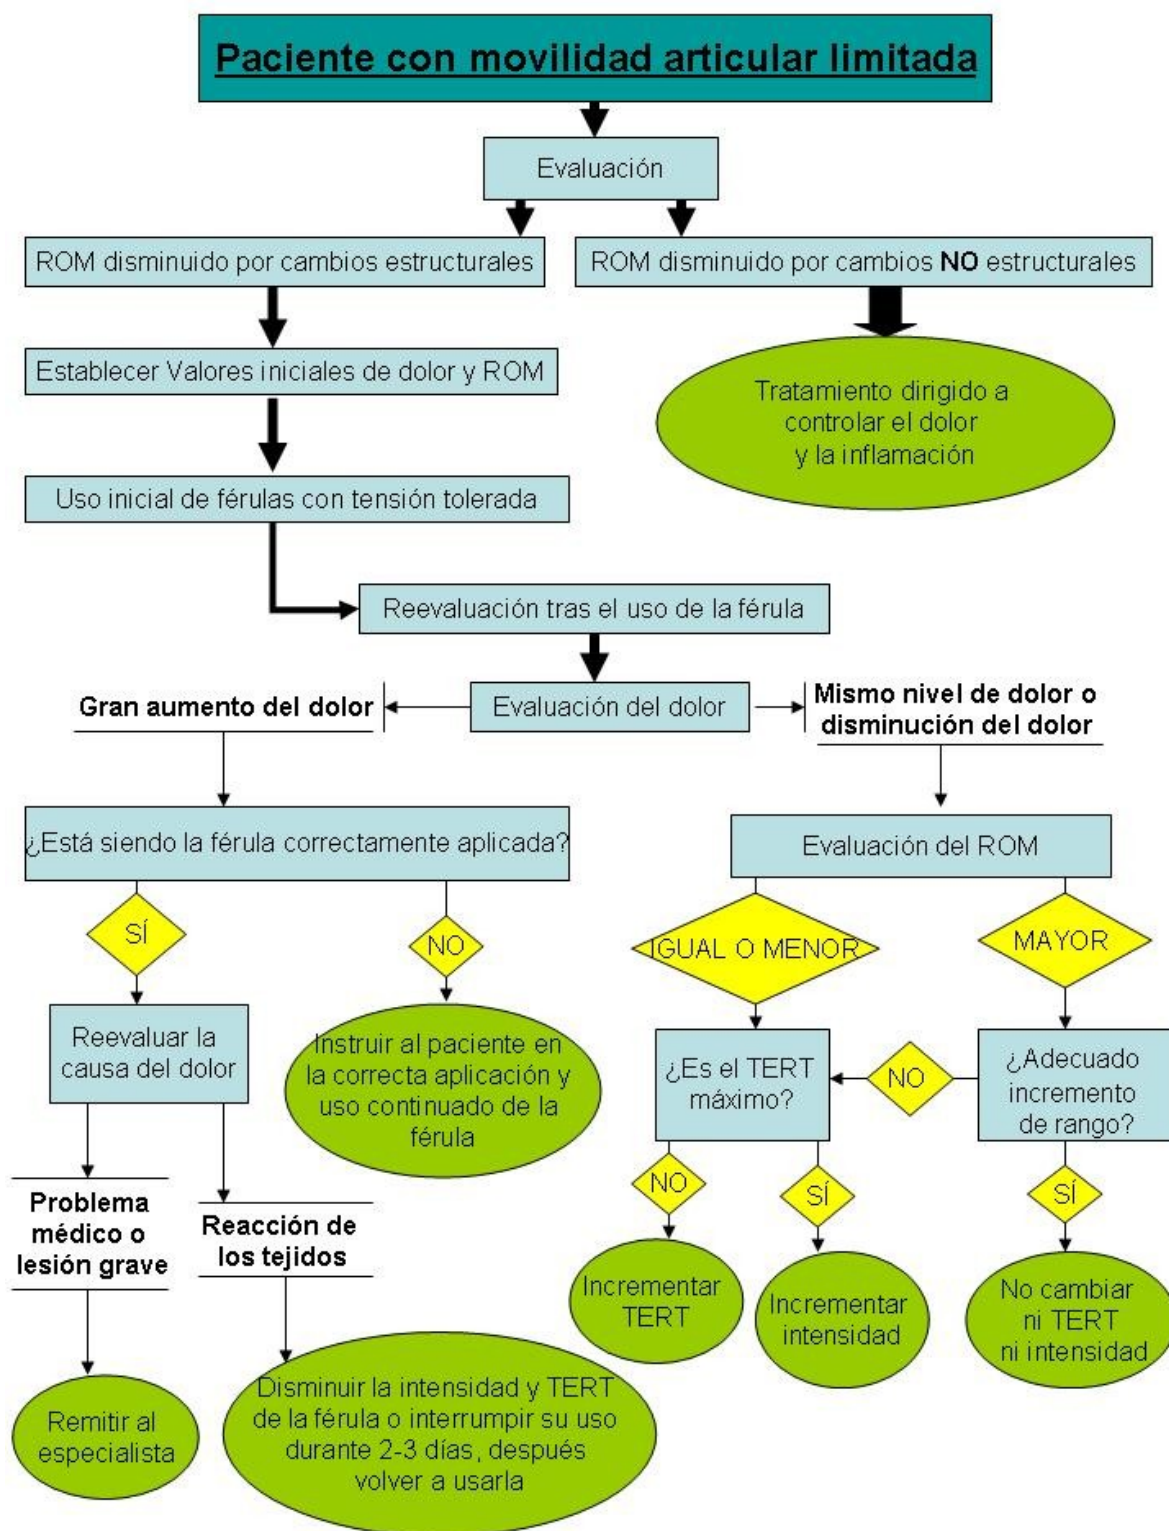 Paciente con movilidad articular limitada
Evaluación
ROM disminuido por cambios estructurales
ROM disminuido por cambios NO estructurales
Establecer Valores iniciales de dolor y ROM
Tratamiento dirigido a
controlar el dolor
y la inflamación
Uso inicial de férulas con tensión tolerada
Reevaluación tras el uso de la férula
Gran aumento del dolor
Evaluación del dolor
Mismo nivel de dolor o
disminución del dolor
¿Está siendo la férula correctamente aplicada?
Evaluación del ROM
SÍ
NO
IGUAL O MENOR
MAYOR
Reevaluar la
causa del dolor
Instruir al paciente en
la correcta aplicación y
uso continuado de la
férula
¿Es el TERT
máximo?
NO
¿Adecuado
incremento
de rango?
Problema
médico o
lesión grave
Reacción de
los tejidos
NO
SÍ
SÍ
Incrementar
TERT
Incrementar
intensidad
No cambiar
ni TERT
ni intensidad
Remitir al
especialista
Disminuir la intensidad y TERT
de la férula o interrumpir su uso
durante 2-3 días, después
volver a usarla